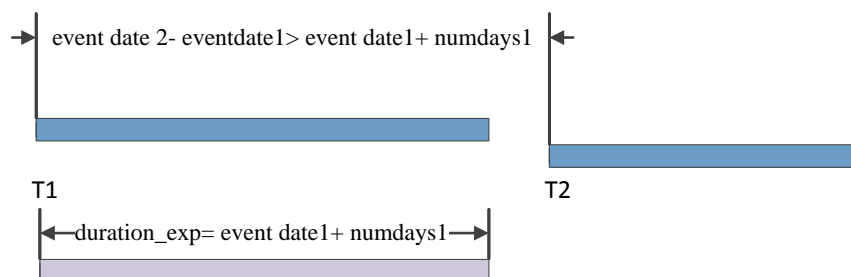 event date 2- eventdate1> event date1+ numdays1
T1
T2
duration_exp= event date1+ numdays1